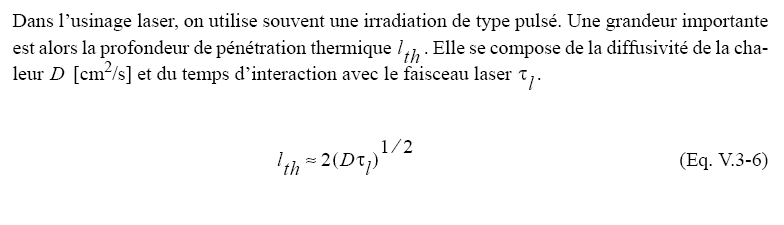 Dans l'usinage laser, on utilise souvent une irradiation de type pulsé. Une grandeur importante
est alors la profondeur de pénétration thermique l_th. Elle se compose de la diffusivité de la cha-
leur D [cm²/s] et du temps d'interaction avec le faisceau laser τ_l.
l_th ≈ 2(Dτ_l)^1/2 (Eq. V.3-6)